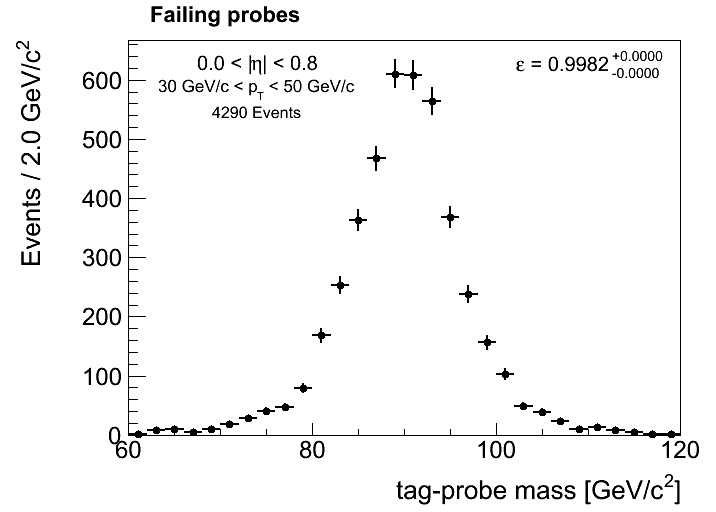 Failing probes
0.0 < |η| < 0.8
30 GeV/c < p_T < 50 GeV/c
4290 Events
ε = 0.9982 +0.0000 -0.0000
Events / 2.0 GeV/c²
600
500
400
300
200
100
0
60 80 100 120
tag-probe mass [GeV/c²]